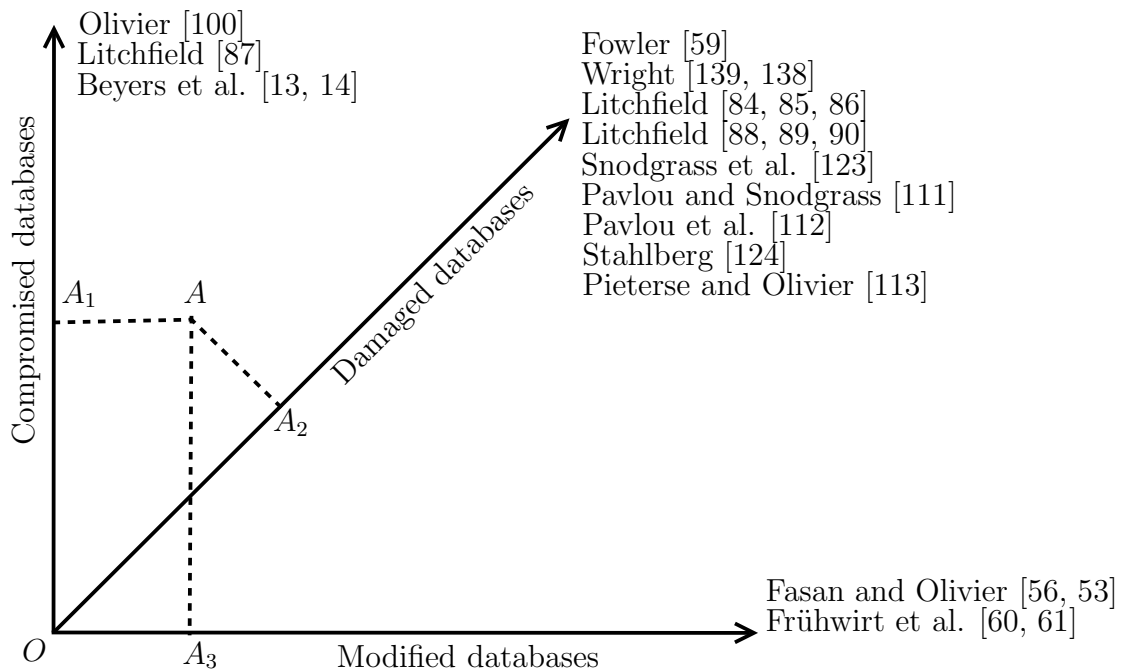 Olivier [100]
Litchfield [87]
Beyers et al. [13, 14]
Fowler [59]
Wright [139, 138]
Litchfield [84, 85, 86]
Litchfield [88, 89, 90]
Snodgrass et al. [123]
Pavlou and Snodgrass [111]
Pavlou et al. [112]
Stahlberg [124]
Pieterse and Olivier [113]
Compromised databases
Damaged databases
A1
A
A2
Fasan and Olivier [56, 53]
Frühwirt et al. [60, 61]
O
A3
Modified databases